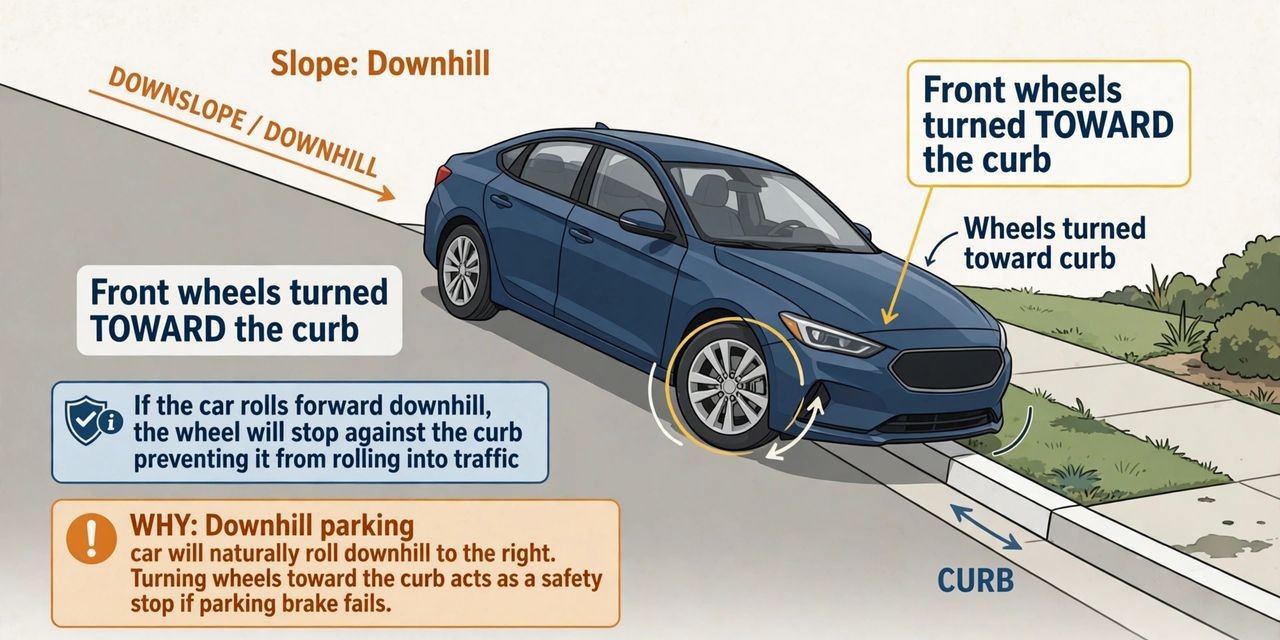 Slope: Downhill
DOWNSLOPE / DOWNHILL
Front wheels
turned TOWARD
the curb
Wheels turned
toward curb
Front wheels turned
TOWARD the curb
If the car rolls forward downhill,
the wheel will stop against the curb
preventing it from rolling into traffic
WHY: Downhill parking
car will naturally roll downhill to the right.
Turning wheels toward the curb acts as a safety
stop if parking brake fails.
CURB